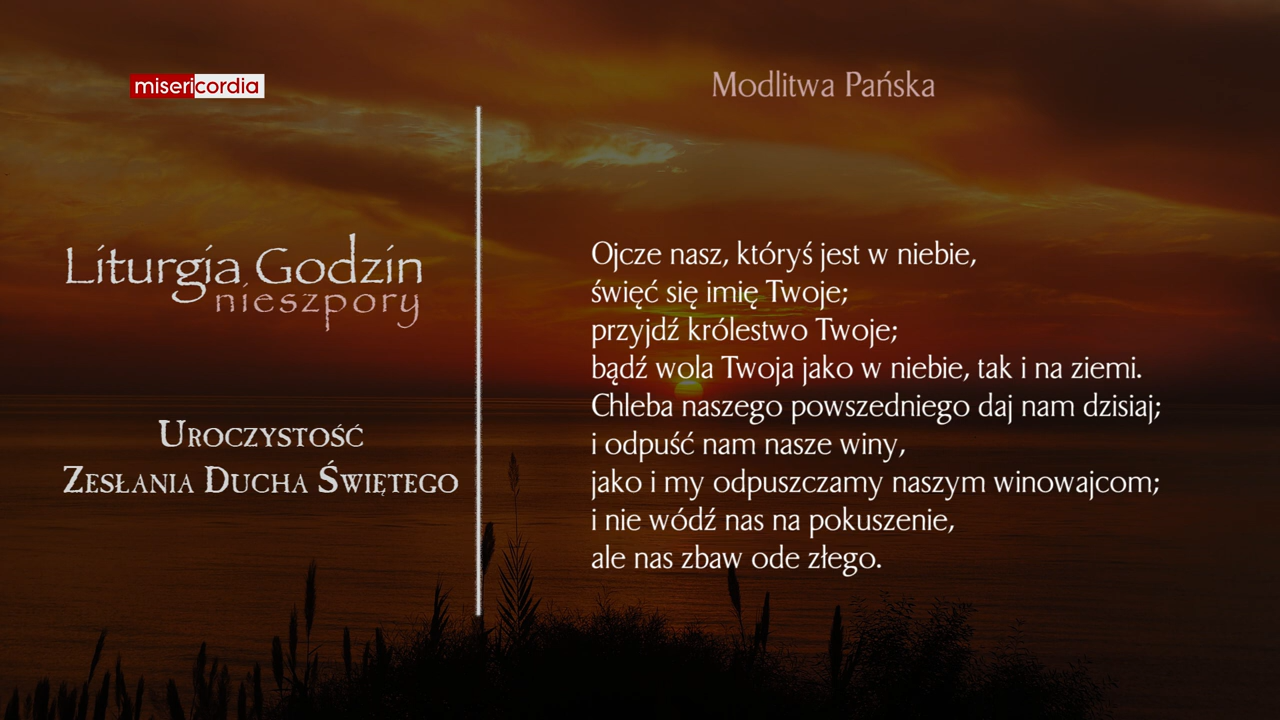 misericordia
Liturgia Godzin
nieszpory
Uroczystość
Zesłania Ducha Świętego
Modlitwa Pańska
Ojcze nasz, któryś jest w niebie,
święć się imię Twoje;
przyjdź królestwo Twoje;
bądź wola Twoja jako w niebie, tak i na ziemi.
Chleba naszego powszedniego daj nam dzisiaj;
i odpuść nam nasze winy,
jako i my odpuszczamy naszym winowajcom;
i nie wódź nas na pokuszenie,
ale nas zbaw ode złego.